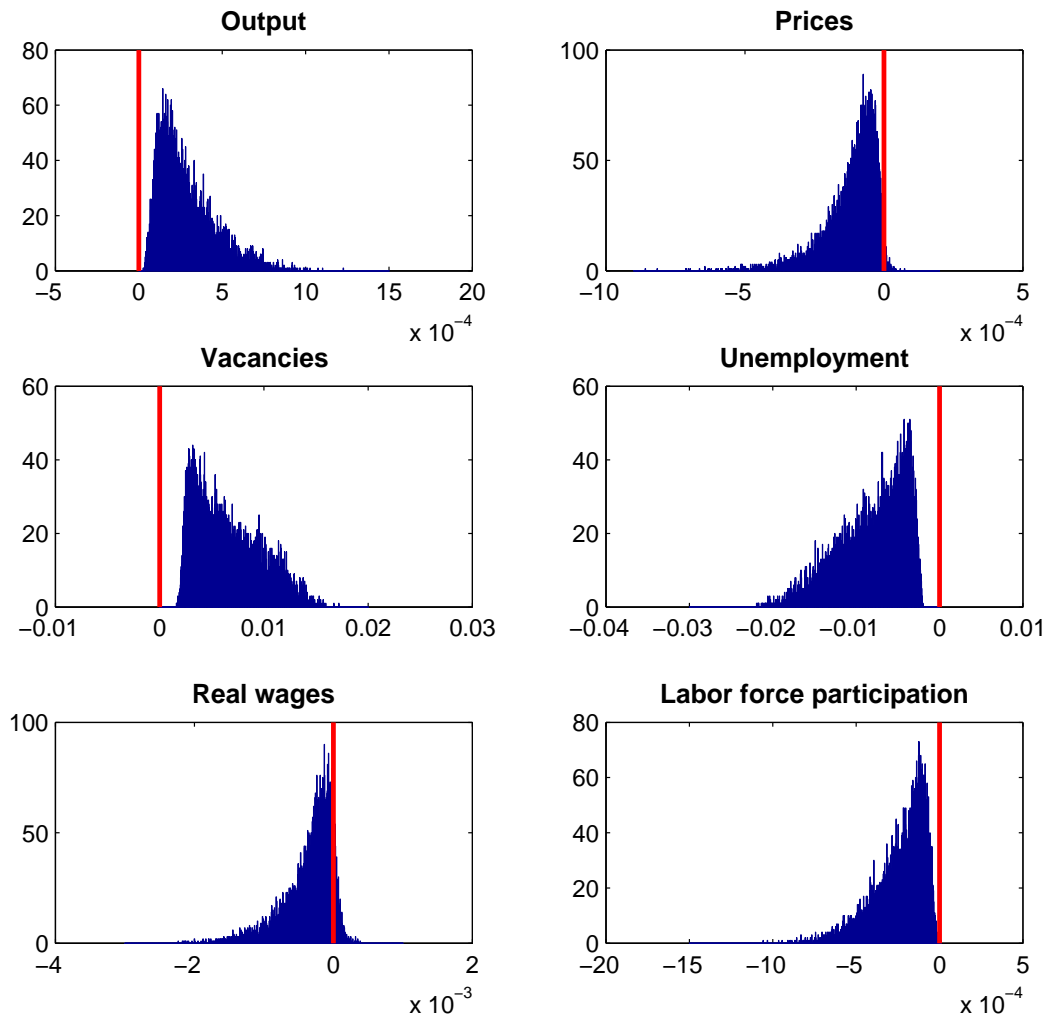 Output
80
60
40
20
0
−5 0 5 10 15 20
x 10−4
Prices
100
50
0
−10 −5 0 5
x 10−4
Vacancies
60
40
20
0
−0.01 0 0.01 0.02 0.03
Unemployment
60
40
20
0
−0.04 −0.03 −0.02 −0.01 0 0.01
Real wages
100
50
0
−4 −2 0 2
x 10−3
Labor force participation
80
60
40
20
0
−20 −15 −10 −5 0 5
x 10−4